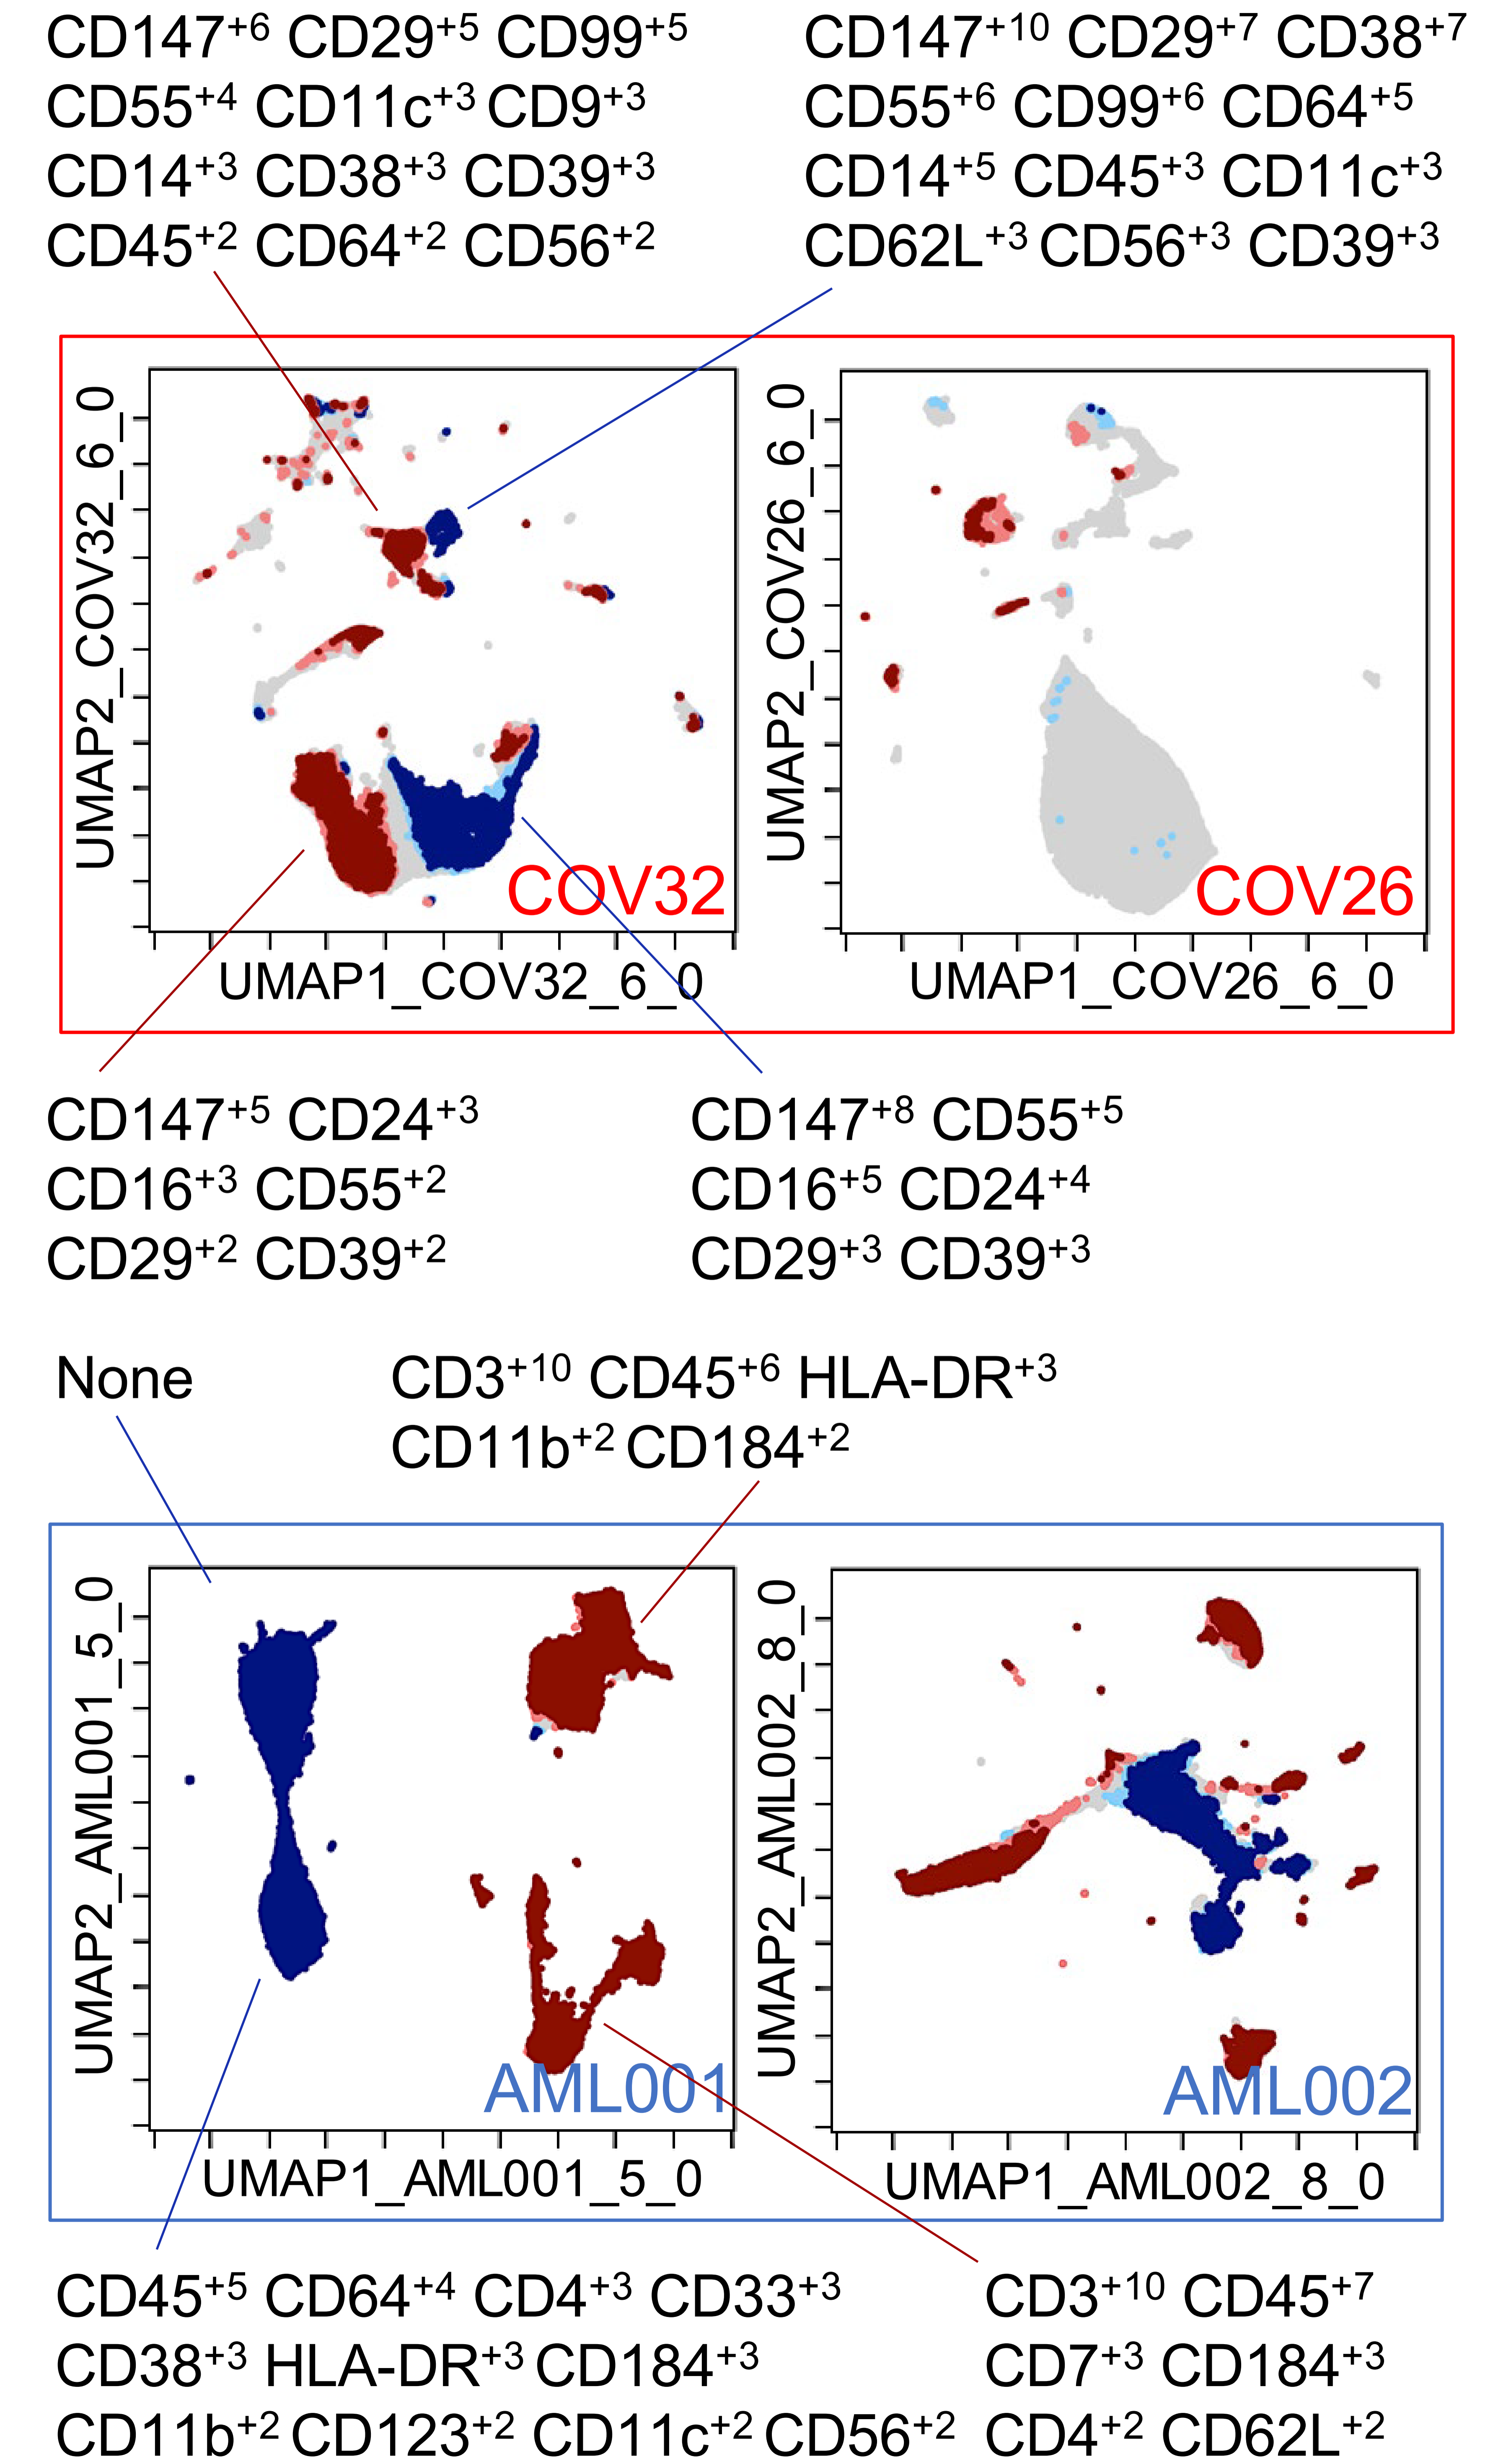 CD147+6 CD29+5 CD99+5
CD55+4 CD11c+3 CD9+3
CD14+3 CD38+3 CD39+3
CD45+2 CD64+2 CD56+2
CD147+10 CD29+7 CD38+7
CD55+6 CD99+6 CD64+5
CD14+5 CD45+3 CD11c+3
CD62L+3 CD56+3 CD39+3
UMAP2_COV32_6_0
COV32
UMAP1_COV32_6_0
UMAP2_COV26_6_0
COV26
UMAP1_COV26_6_0
CD147+5 CD24+3
CD16+3 CD55+2
CD29+2 CD39+2
CD147+8 CD55+5
CD16+5 CD24+4
CD29+3 CD39+3
None
CD3+10 CD45+6 HLA-DR+3
CD11b+2 CD184+2
UMAP2_AML001_5_0
AML001
UMAP1_AML001_5_0
UMAP2_AML002_8_0
AML002
UMAP1_AML002_8_0
CD45+5 CD64+4 CD4+3 CD33+3
CD38+3 HLA-DR+3 CD184+3
CD11b+2 CD123+2 CD11c+2 CD56+2
CD3+10 CD45+7
CD7+3 CD184+3
CD4+2 CD62L+2